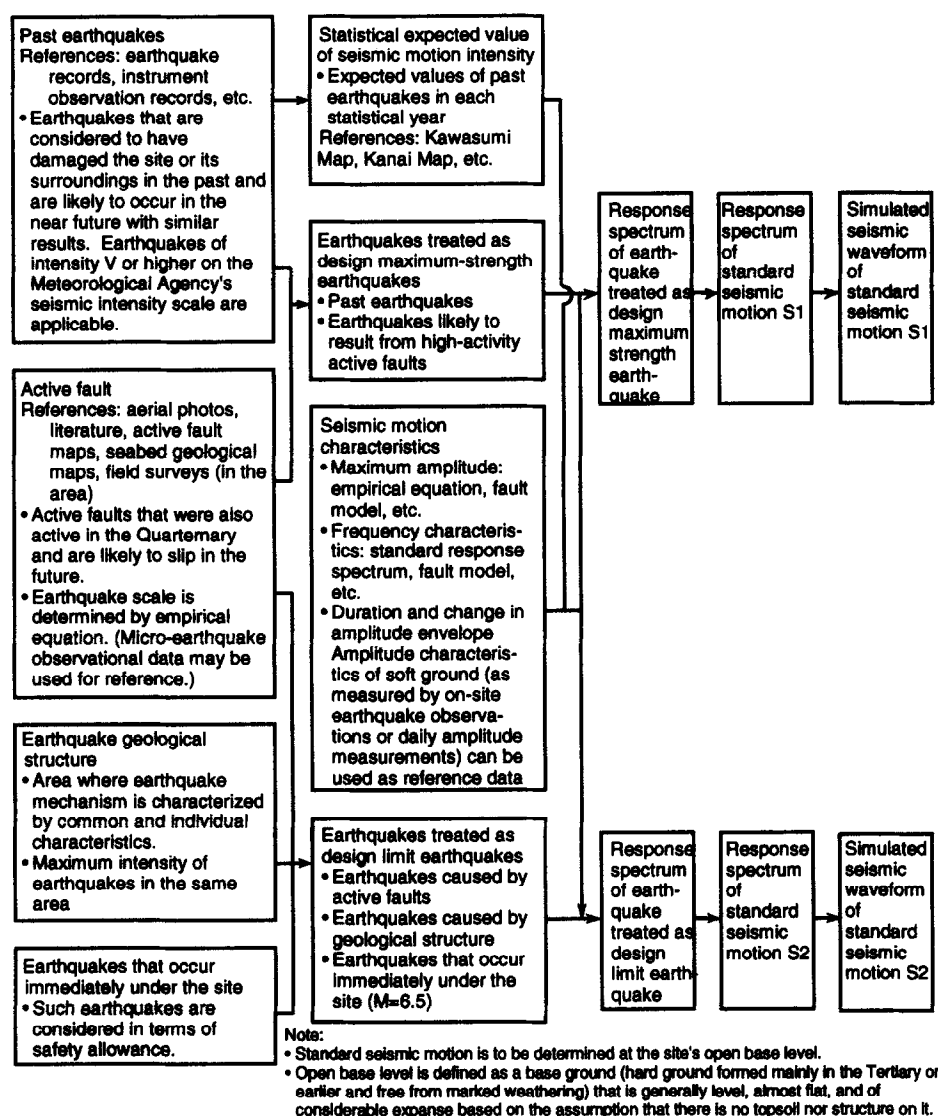 Past earthquakes
References: earthquake
records, instrument
observation records, etc.
• Earthquakes that are
considered to have
damaged the site or its
surroundings in the past and
are likely to occur in the
near future with similar
results. Earthquakes of
intensity V or higher on the
Meteorological Agency's
seismic intensity scale are
applicable.
Active fault
References: aerial photos,
literature, active fault
maps, seabed geological
maps, field surveys (in the
area)
• Active faults that were also
active in the Quarternary
and are likely to slip in the
future.
• Earthquake scale is
determined by empirical
equation. (Micro-earthquake
observational data may be
used for reference.)
Earthquake geological
structure
• Area where earthquake
mechanism is characterized
by common and individual
characteristics.
• Maximum intensity of
earthquakes in the same
area
Earthquakes that occur
immediately under the site
• Such earthquakes are
considered in terms of
safety allowance.
Statistical expected value
of seismic motion intensity
• Expected values of past
earthquakes in each
statistical year
References: Kawasumi
Map, Kanai Map, etc.
Earthquakes treated as
design maximum-strength
earthquakes
• Past earthquakes
• Earthquakes likely to
result from high-activity
active faults
Seismic motion
characteristics
• Maximum amplitude:
empirical equation, fault
model, etc.
• Frequency characteris-
tics: standard response
spectrum, fault model,
etc.
• Duration and change in
amplitude envelope
Amplitude characteris-
tics of soft ground (as
measured by on-site
earthquake observa-
tions or daily amplitude
measurements) can be
used as reference data
Earthquakes treated as
design limit earthquakes
• Earthquakes caused by
active faults
• Earthquakes caused by
geological structure
• Earthquakes that occur
immediately under the
site (M=6.5)
Response
spectrum
of earth-
quake
treated as
design
maximum
strength
earth-
quake
Response
spectrum
of
standard
seismic
motion S1
Simulated
seismic
waveform
of
standard
seismic
motion S1
Response
spectrum
of earth-
quake
treated as
design
limit earth-
quake
Response
spectrum
of
standard
seismic
motion S2
Simulated
seismic
waveform
of
standard
seismic
motion S2
Note:
• Standard seismic motion is to be determined at the site's open base level.
• Open base level is defined as a base ground (hard ground formed mainly in the Tertiary or
earlier and free from marked weathering) that is generally level, almost flat, and of
considerable expanse based on the assumption that there is no topsoil nor structure on it.